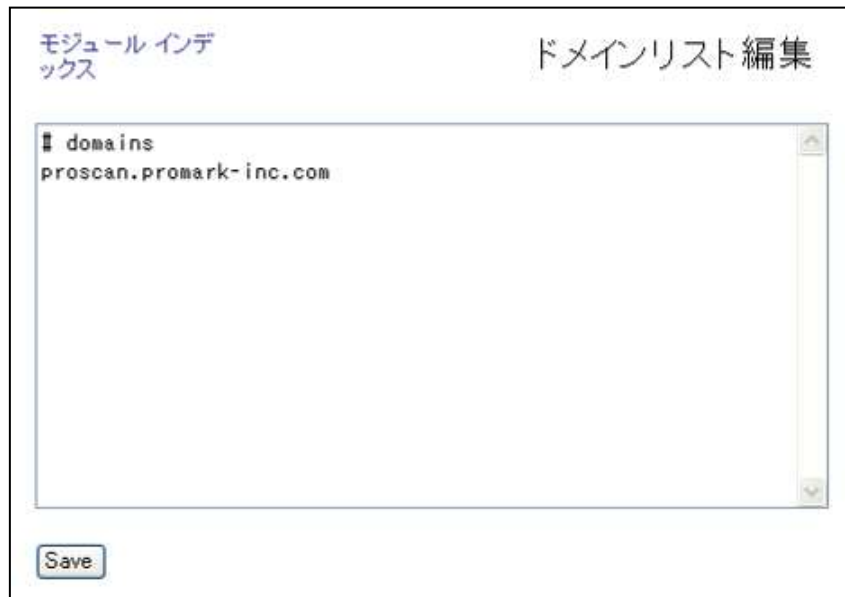 モジュール インデ
ックス
ドメインリスト編集
# domains
proscan.promark-inc.com
Save